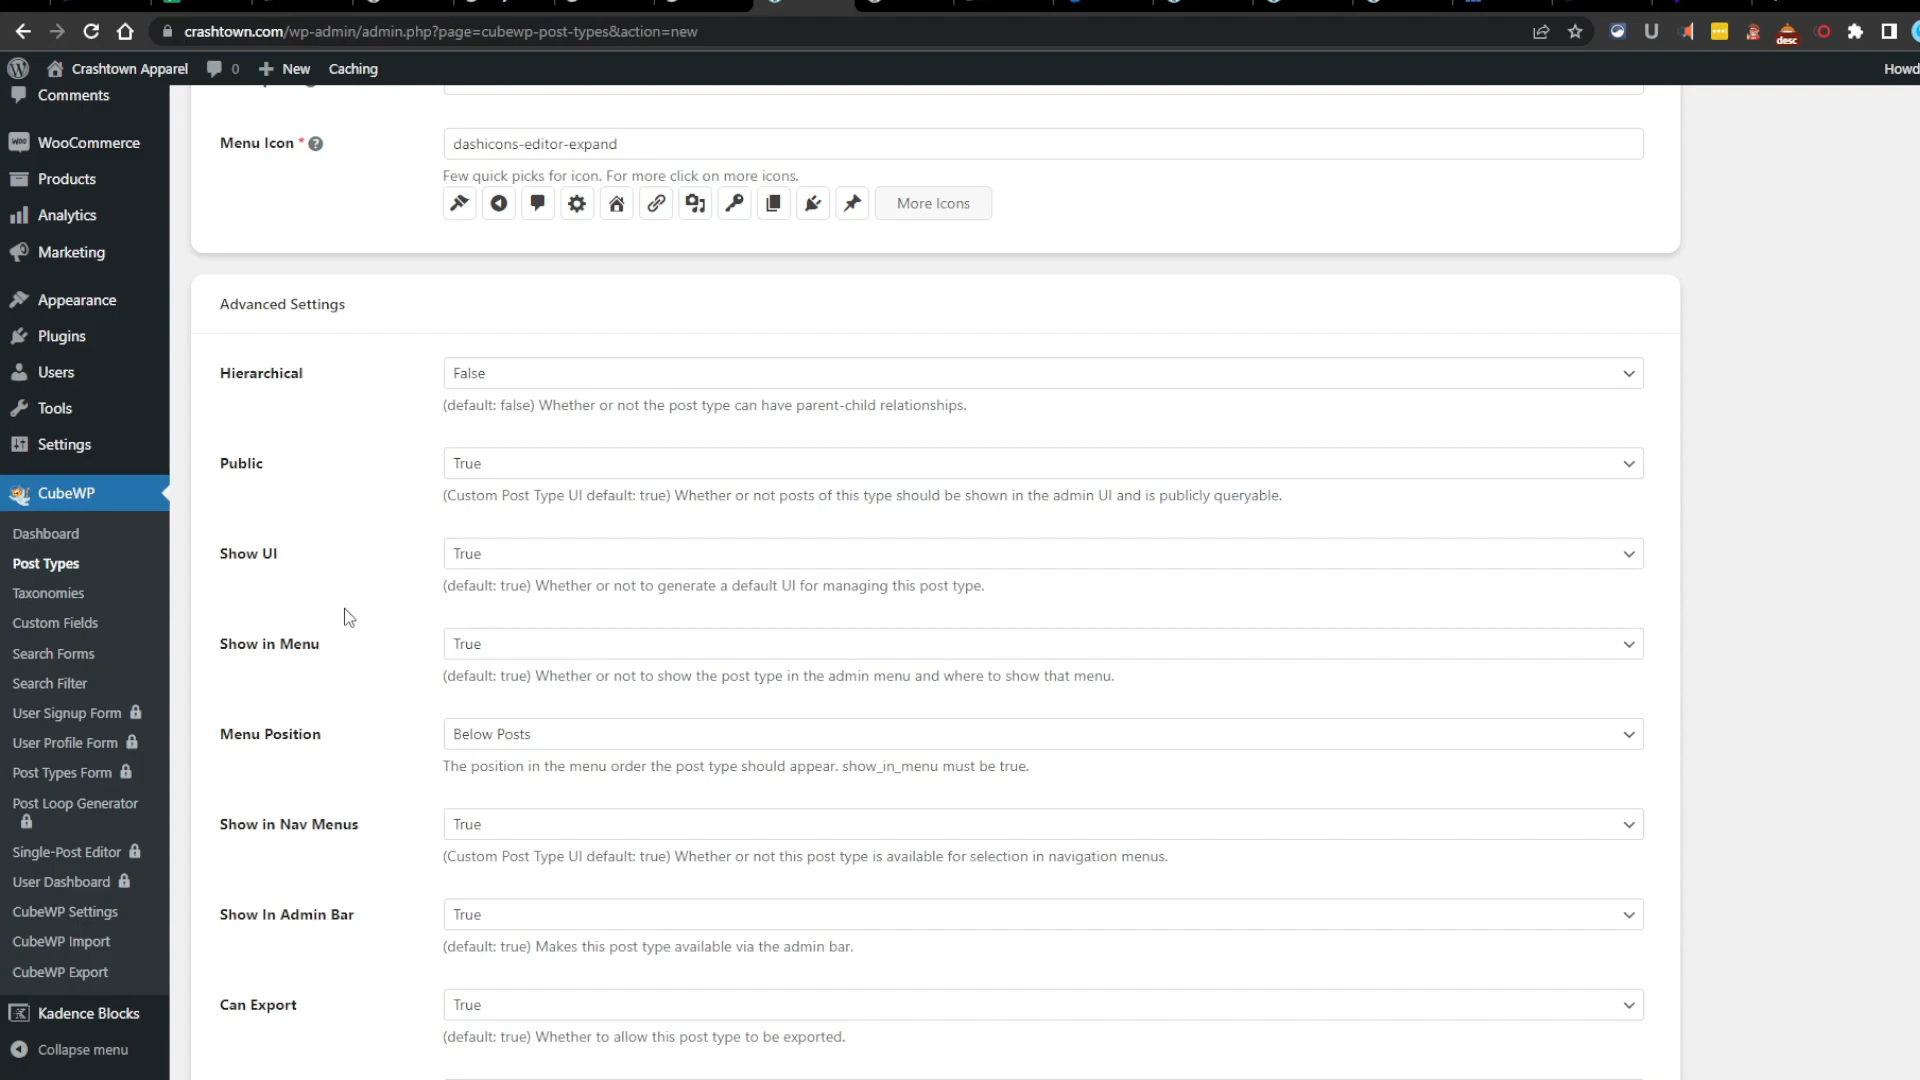 crashtown.com/wp-admin/admin.php?page=cubewp-post-types&action=new
desc
Crashtown Apparel 0 New Caching Howd
Comments
WooCommerce
Products
Analytics
Marketing
Appearance
Plugins
Users
Tools
Settings
CubeWP
Dashboard
Post Types
Taxonomies
Custom Fields
Search Forms
Search Filter
User Signup Form
User Profile Form
Post Types Form
Post Loop Generator
Single-Post Editor
User Dashboard
CubeWP Settings
CubeWP Import
CubeWP Export
Kadence Blocks
Collapse menu
Menu Icon * ? dashicons-editor-expand
Few quick picks for icon. For more click on more icons.
More Icons
Advanced Settings
Hierarchical False
(default: false) Whether or not the post type can have parent-child relationships.
Public True
(Custom Post Type UI default: true) Whether or not posts of this type should be shown in the admin UI and is publicly queryable.
Show UI True
(default: true) Whether or not to generate a default UI for managing this post type.
Show in Menu True
(default: true) Whether or not to show the post type in the admin menu and where to show that menu.
Menu Position Below Posts
The position in the menu order the post type should appear. show_in_menu must be true.
Show in Nav Menus True
(Custom Post Type UI default: true) Whether or not this post type is available for selection in navigation menus.
Show In Admin Bar True
(default: true) Makes this post type available via the admin bar.
Can Export True
(default: true) Whether to allow this post type to be exported.